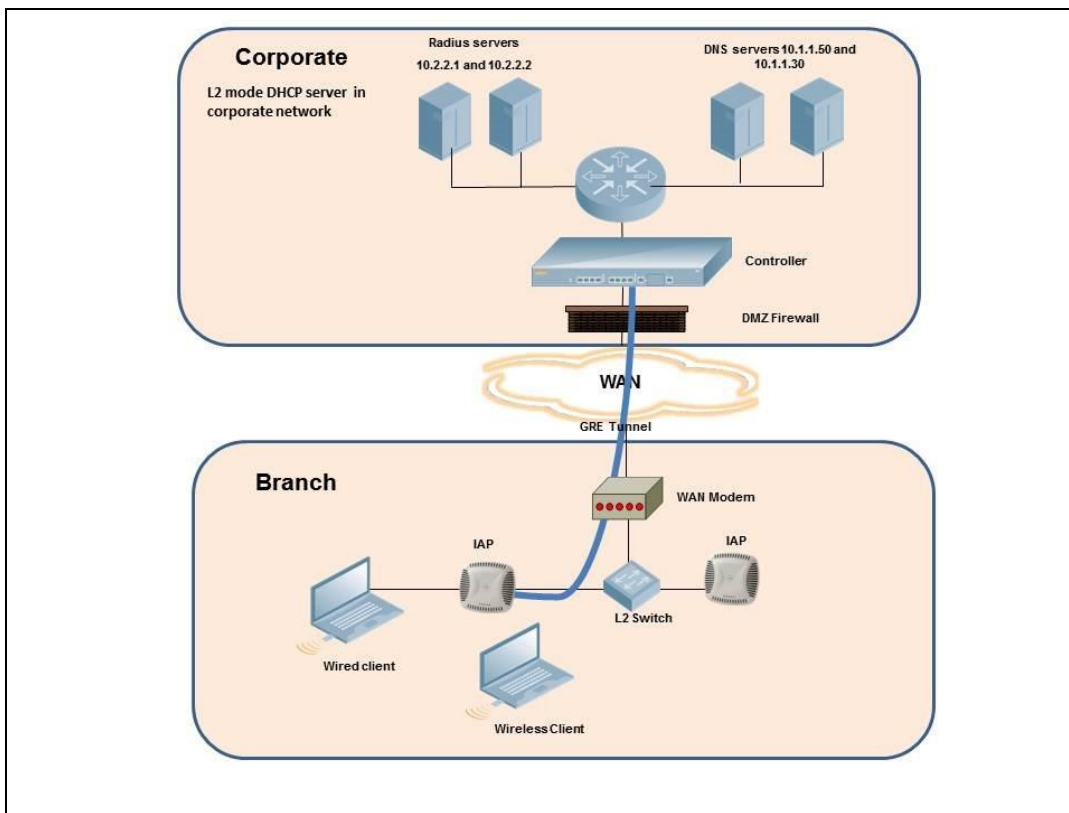 Corporate
L2 mode DHCP server in
corporate network
Radius servers
10.2.2.1 and 10.2.2.2
DNS servers 10.1.1.50 and
10.1.1.30
Controller
DMZ Firewall
WAN
GRE Tunnel
Branch
WAN Modem
IAP
IAP
L2 Switch
Wired client
Wireless Client